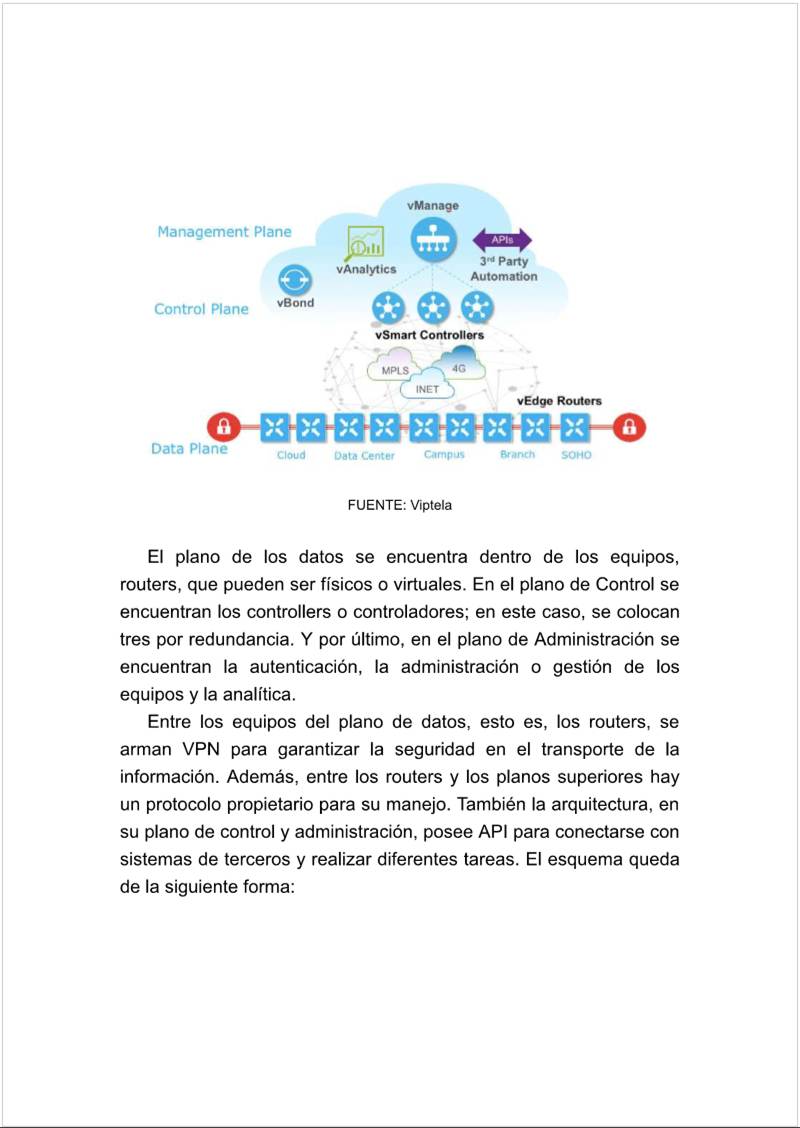 vManage
Management Plane
APIs
vAnalytics
3rd Party
Automation
vBond
Control Plane
vSmart Controllers
MPLS
4G
INET
vEdge Routers
Data Plane
Cloud
Data Center
Campus
Branch
SOHO
FUENTE: Viptela
El plano de los datos se encuentra dentro de los equipos,
routers, que pueden ser físicos o virtuales. En el plano de Control se
encuentran los controllers o controladores; en este caso, se colocan
tres por redundancia. Y por último, en el plano de Administración se
encuentran la autenticación, la administración o gestión de los
equipos y la analítica.
Entre los equipos del plano de datos, esto es, los routers, se
arman VPN para garantizar la seguridad en el transporte de la
información. Además, entre los routers y los planos superiores hay
un protocolo propietario para su manejo. También la arquitectura, en
su plano de control y administración, posee API para conectarse con
sistemas de terceros y realizar diferentes tareas. El esquema queda
de la siguiente forma: